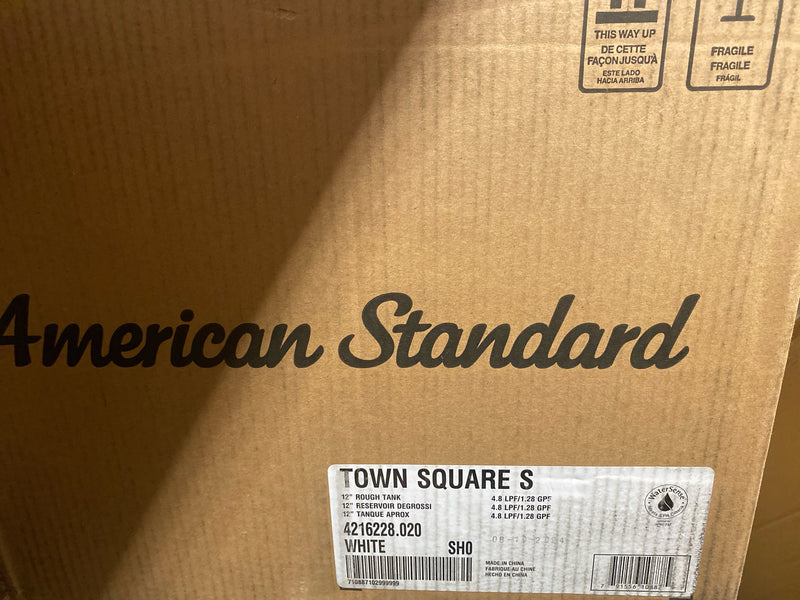 THIS WAY UP
DE CETTE
FAÇON JUSQU'À
ESTE LADO
HACIA ARRIBA
FRAGILE
FRAGILE
FRÁGIL
American Standard
TOWN SQUARE S
12" ROUGH TANK 4.8 LPF/1.28 GPF
12" RESERVOIR DEGROSSI 4.8 LPF/1.28 GPF
12" TANQUE APROX 4.8 LPF/1.28 GPF
4216228.020
WHITE SH0
710887102999999
WaterSense
MADE IN CHINA
FABRIQUÉ AU CHINE
HECHO EN CHINA